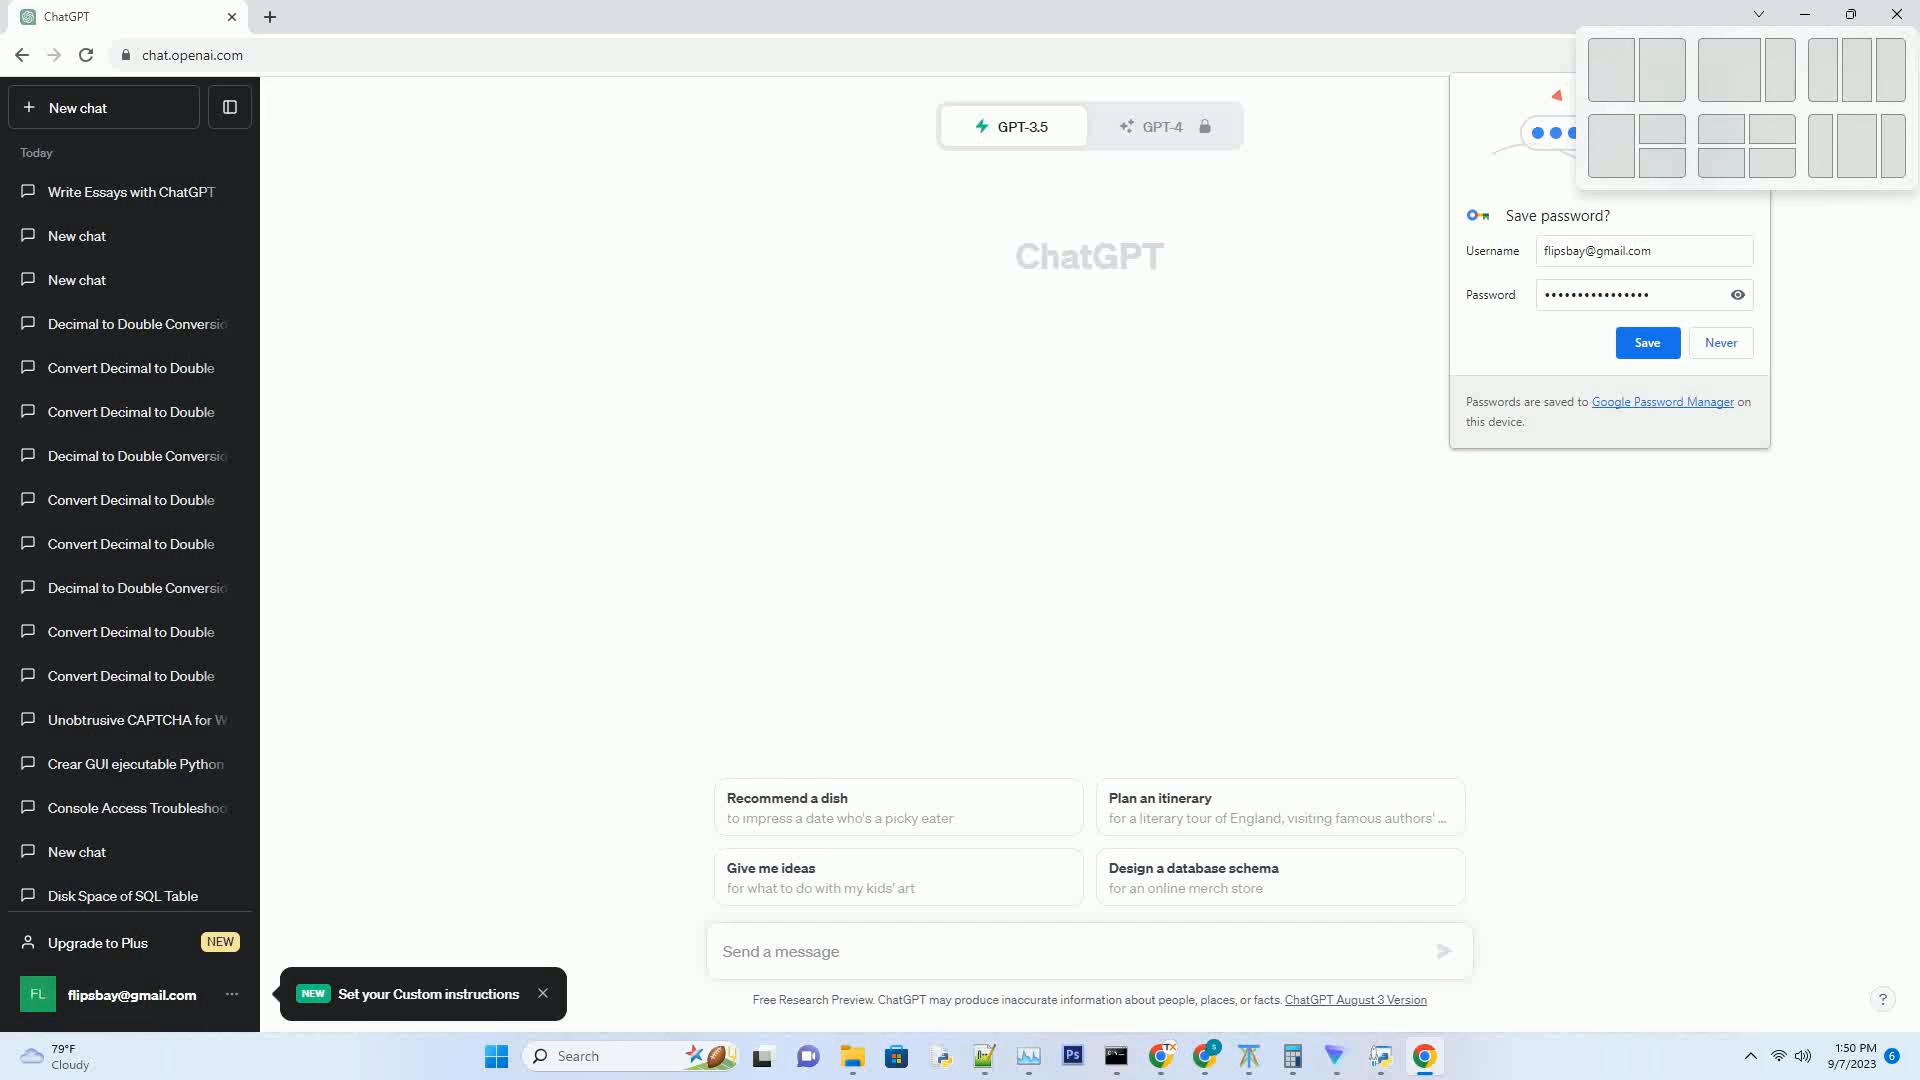 ChatGPT
chat.openai.com
New chat
Today
Write Essays with ChatGPT
New chat
New chat
Decimal to Double Conversio
Convert Decimal to Double
Convert Decimal to Double
Decimal to Double Conversio
Convert Decimal to Double
Convert Decimal to Double
Decimal to Double Conversio
Convert Decimal to Double
Convert Decimal to Double
Unobtrusive CAPTCHA for W
Crear GUI ejecutable Python
Console Access Troubleshoo
New chat
Disk Space of SQL Table
Upgrade to Plus NEW
FL flipsbay@gmail.com
NEW Set your Custom instructions
GPT-3.5 GPT-4
ChatGPT
Save password?
Username flipsbay@gmail.com
Password ••••••••••••••••
Save Never
Passwords are saved to Google Password Manager on
this device.
Recommend a dish
to impress a date who's a picky eater
Plan an itinerary
for a literary tour of England, visiting famous authors' ...
Give me ideas
for what to do with my kids' art
Design a database schema
for an online merch store
Send a message
Free Research Preview. ChatGPT may produce inaccurate information about people, places, or facts. ChatGPT August 3 Version
?
79°F
Cloudy
Search
Ps
TX
S
1:50 PM
9/7/2023
6